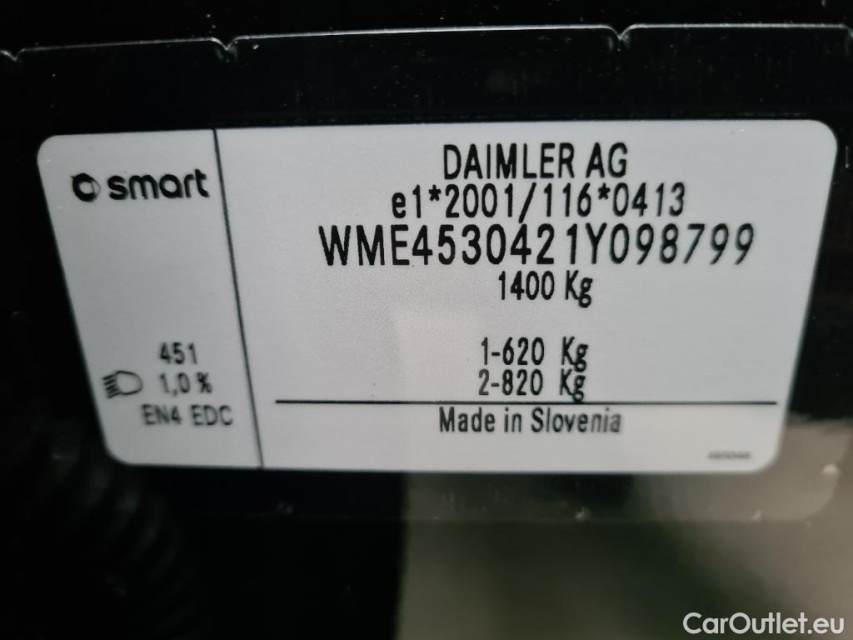 smart
451
1,0 %
EN4 EDC
DAIMLER AG
e1*2001/116*0413
WME4530421Y098799
1400 Kg
1-620 Kg
2-820 Kg
Made in Slovenia
CarOutlet.eu